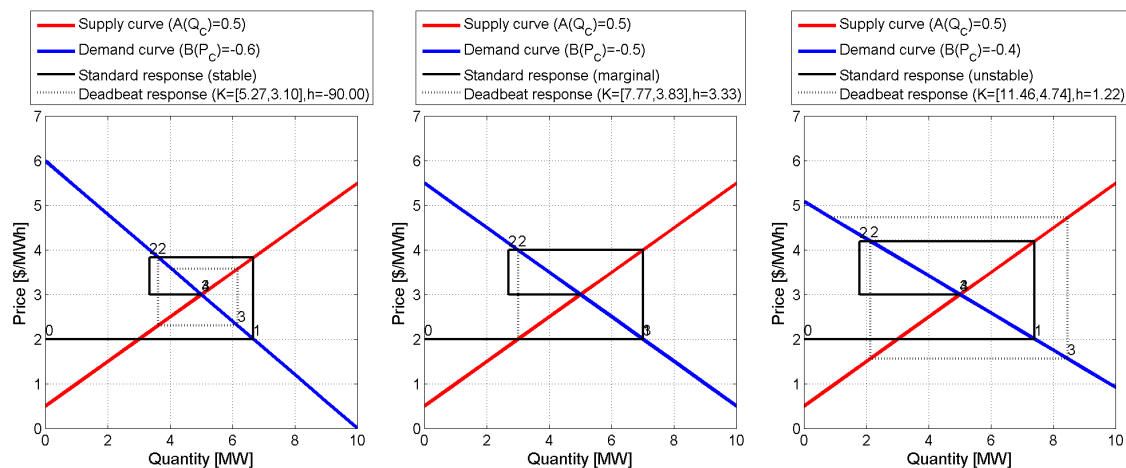 Supply curve (A(Q_C)=0.5)
Demand curve (B(P_C)=-0.6)
Standard response (stable)
Deadbeat response (K=[5.27,3.10],h=-90.00)
7
6
5
4
3
2
1
0
0 2 4 6 8 10
Price [$/MWh]
Quantity [MW]
0
1
2 2
3
Supply curve (A(Q_C)=0.5)
Demand curve (B(P_C)=-0.5)
Standard response (marginal)
Deadbeat response (K=[7.77,3.83],h=3.33)
7
6
5
4
3
2
1
0
0 2 4 6 8 10
Price [$/MWh]
Quantity [MW]
0
2 2
Supply curve (A(Q_C)=0.5)
Demand curve (B(P_C)=-0.4)
Standard response (unstable)
Deadbeat response (K=[11.46,4.74],h=1.22)
7
6
5
4
3
2
1
0
0 2 4 6 8 10
Price [$/MWh]
Quantity [MW]
0
1
2 2
3